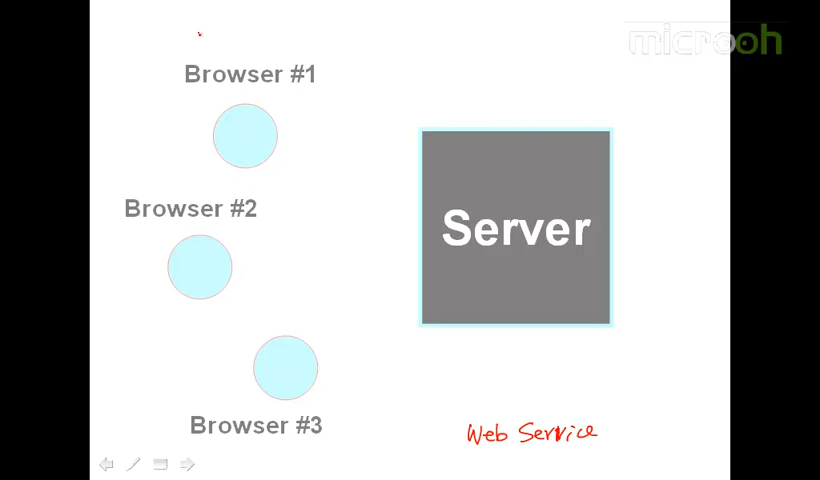 microoh
Browser #1
Browser #2
Server
Browser #3
Web Service